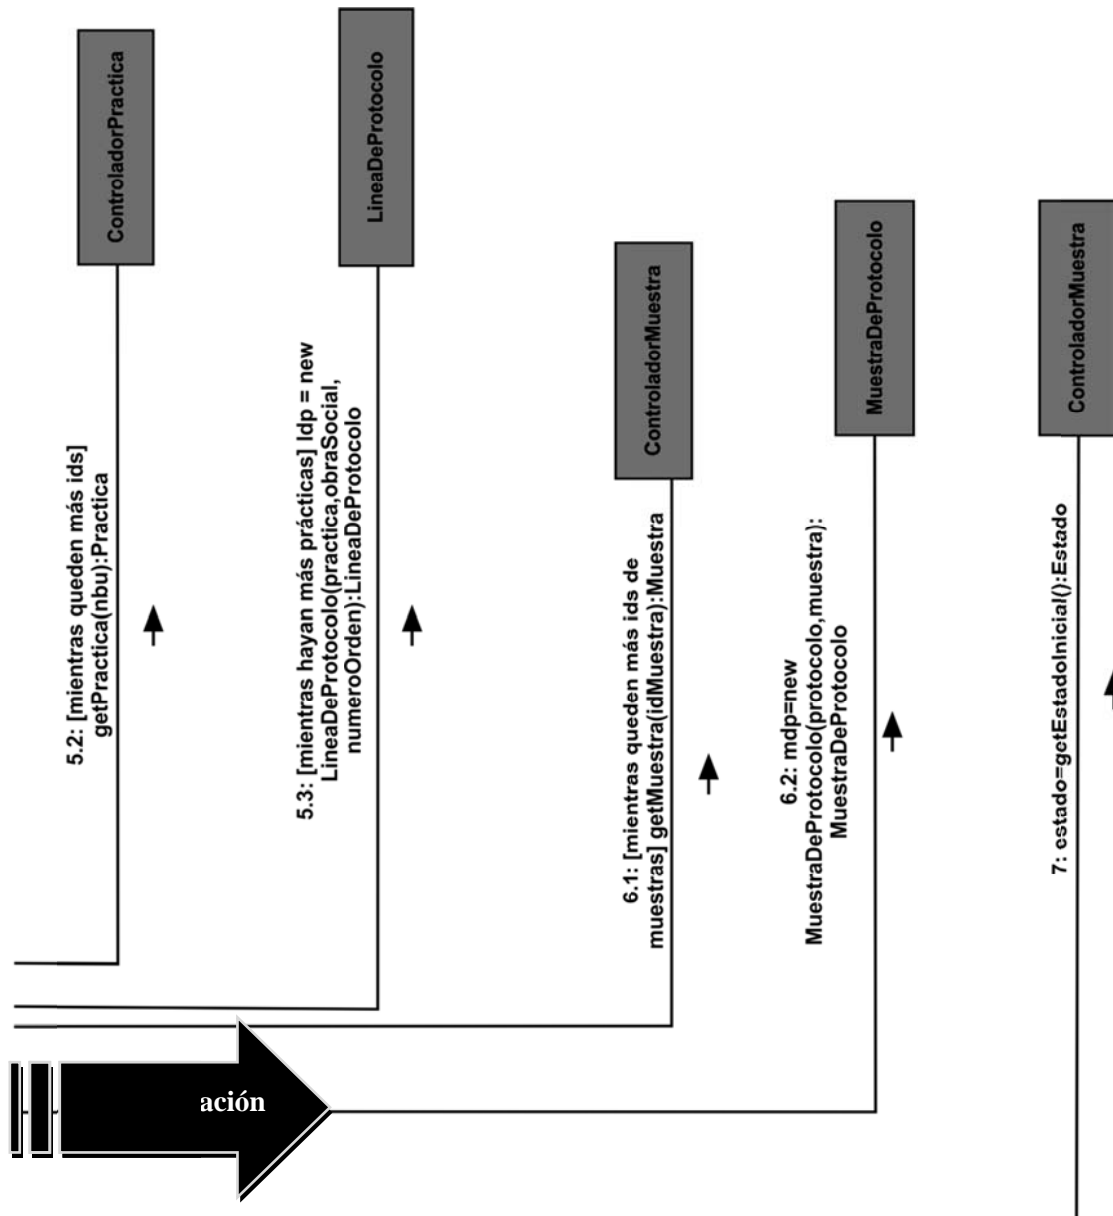 ControladorPractica
5.2: [mientras queden más ids]
getPractica(nbu):Practica
LineaDeProtocolo
5.3: [mientras hayan más prácticas] ldp = new
LineaDeProtocolo(practica,obraSocial,
numeroOrden):LineaDeProtocolo
ControladorMuestra
6.1: [mientras queden más ids de
muestras] getMuestra(idMuestra):Muestra
MuestraDeProtocolo
6.2: mdp=new
MuestraDeProtocolo(protocolo,muestra):
MuestraDeProtocolo
ControladorMuestra
7: estado=getEstadoInicial():Estado
ación